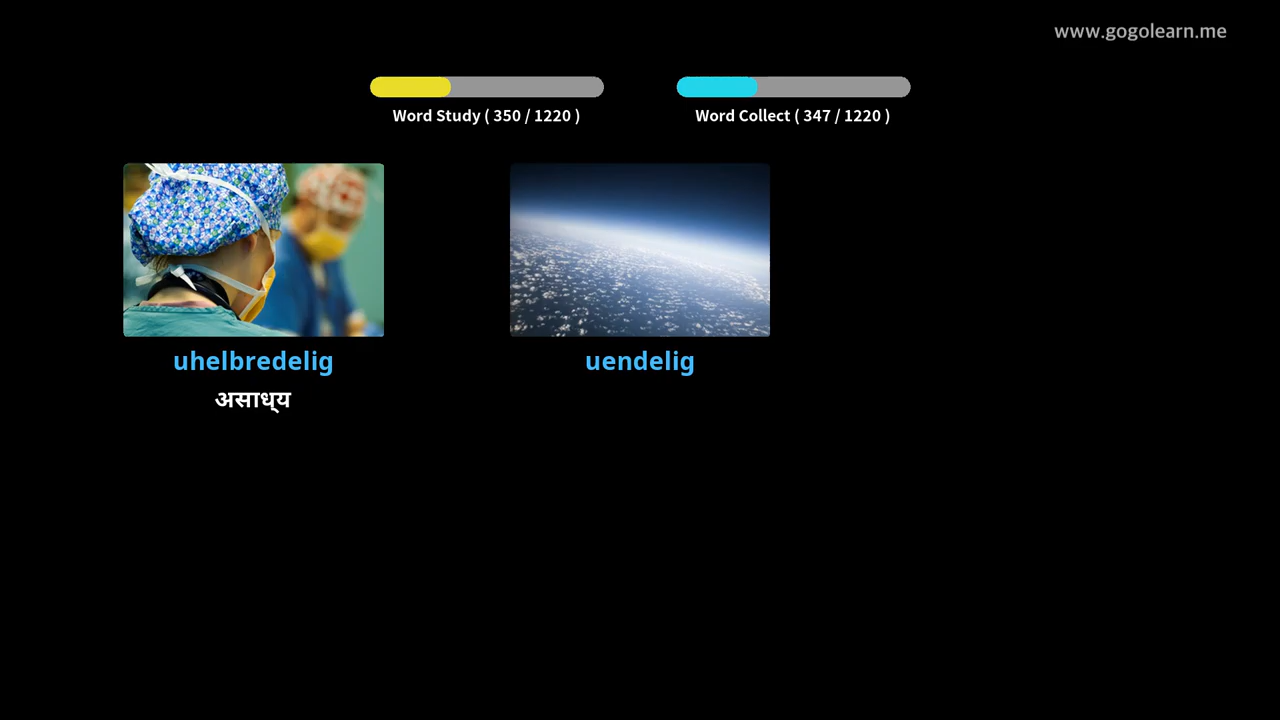 www.gogolearn.me
Word Study ( 350 / 1220 )
Word Collect ( 347 / 1220 )
uhelbredelig
uendelig
असाध्य